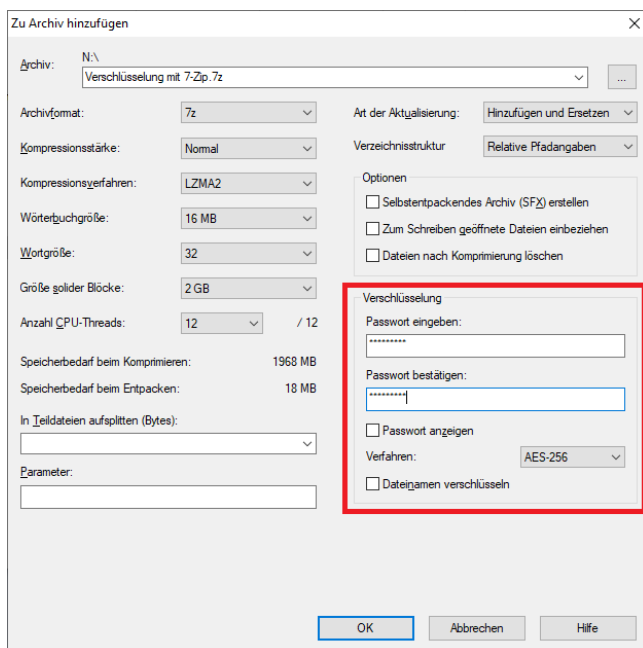 Zu Archiv hinzufügen
Archiv:
N:\
Verschlüsselung mit 7-Zip.7z
...
Archivformat:
7z
Kompressionsstärke:
Normal
Kompressionsverfahren:
LZMA2
Wörterbuchgröße:
16 MB
Wortgröße:
32
Größe solider Blöcke:
2 GB
Anzahl CPU-Threads:
12
/ 12
Speicherbedarf beim Komprimieren:
1968 MB
Speicherbedarf beim Entpacken:
18 MB
In Teildateien aufsplitten (Bytes):
Parameter:
Art der Aktualisierung:
Hinzufügen und Ersetzen
Verzeichnisstruktur
Relative Pfadangaben
Optionen
Selbstentpackendes Archiv (SFX) erstellen
Zum Schreiben geöffnete Dateien einbeziehen
Dateien nach Komprimierung löschen
Verschlüsselung
Passwort eingeben:
*********
Passwort bestätigen:
*********
Passwort anzeigen
Verfahren:
AES-256
Dateinamen verschlüsseln
OK
Abbrechen
Hilfe